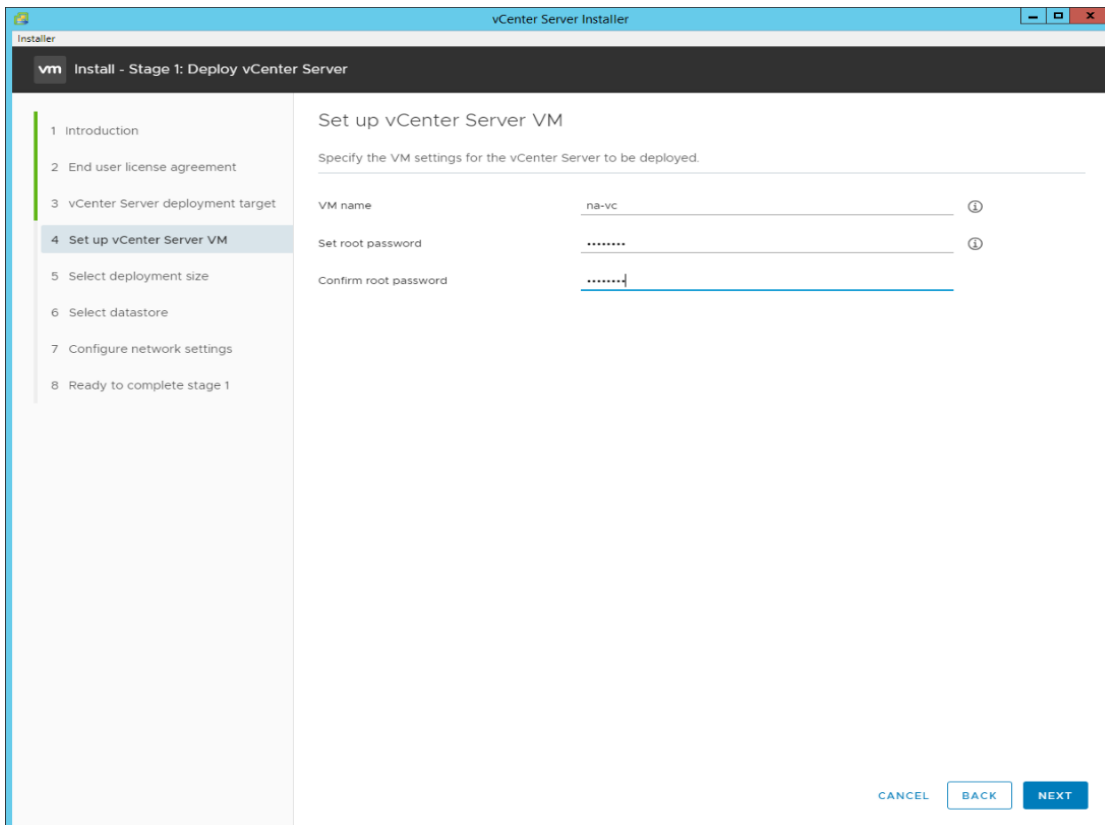 vCenter Server Installer
Installer
vm Install - Stage 1: Deploy vCenter Server
1 Introduction
2 End user license agreement
3 vCenter Server deployment target
4 Set up vCenter Server VM
5 Select deployment size
6 Select datastore
7 Configure network settings
8 Ready to complete stage 1
Set up vCenter Server VM
Specify the VM settings for the vCenter Server to be deployed.
VM name na-vc
Set root password ••••••••
Confirm root password ••••••••
CANCEL BACK NEXT